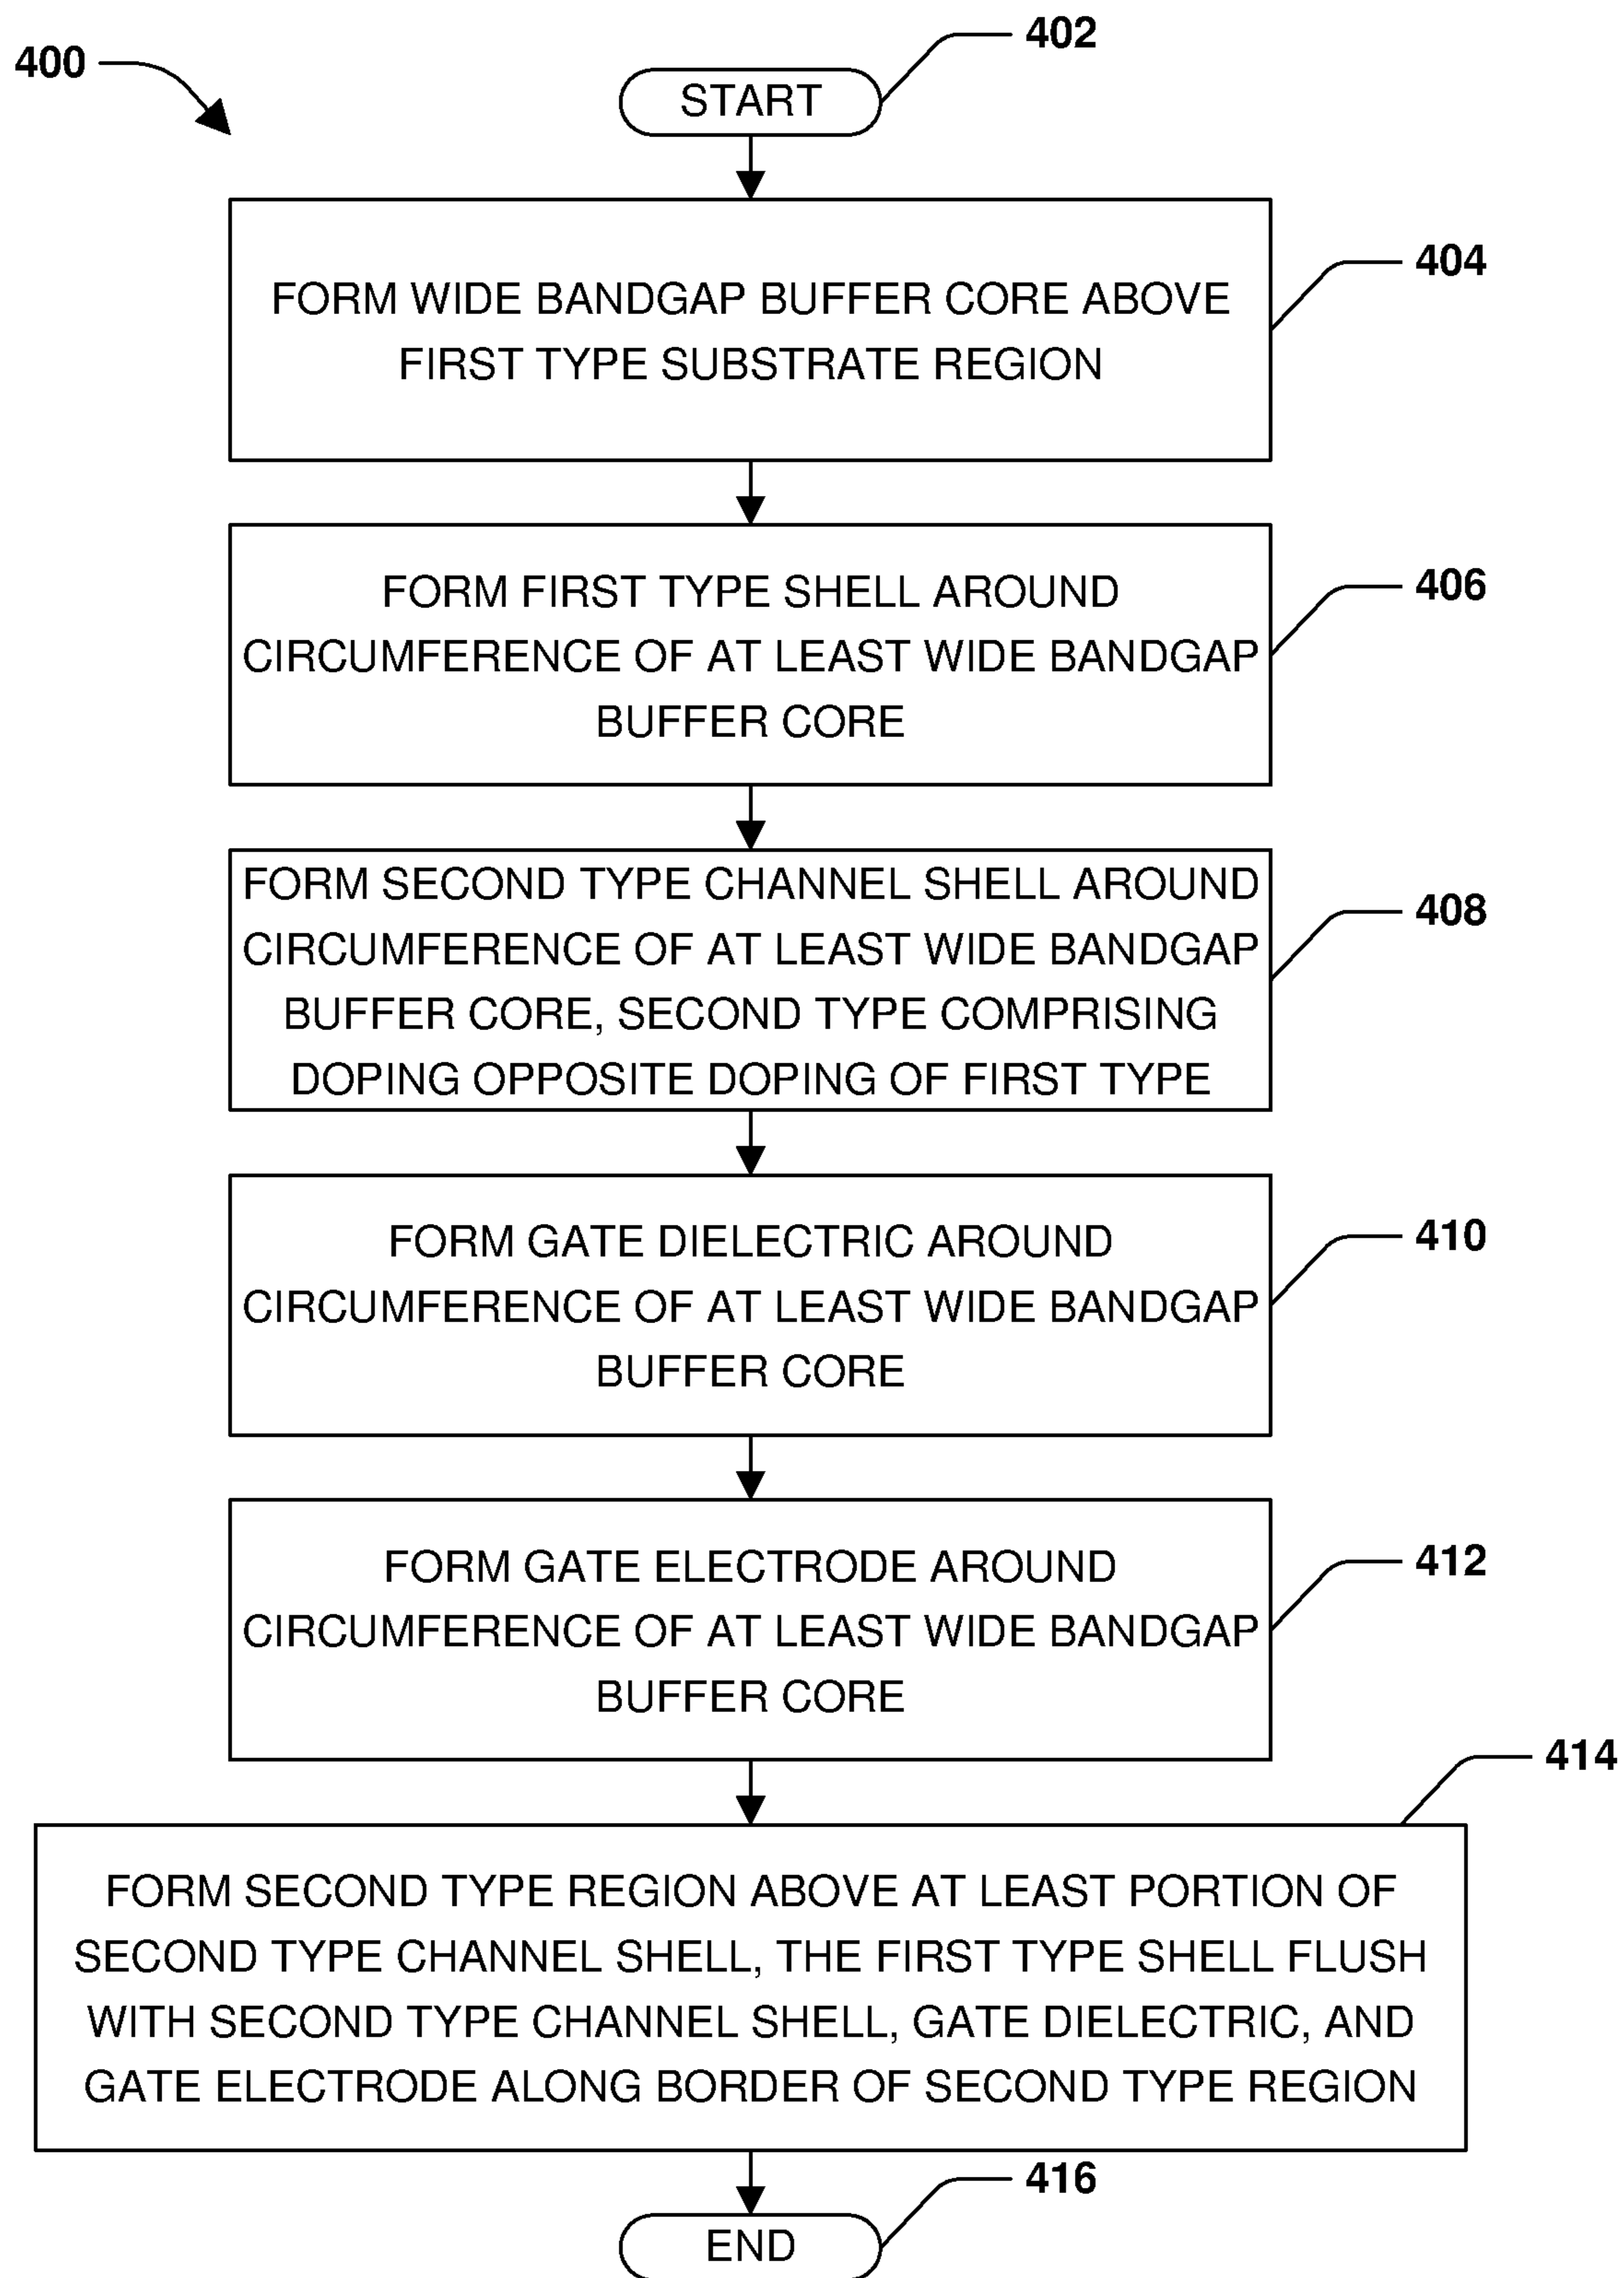 402
400
START
404
FORM WIDE BANDGAP BUFFER CORE ABOVE
FIRST TYPE SUBSTRATE REGION
406
FORM FIRST TYPE SHELL AROUND
CIRCUMFERENCE OF AT LEAST WIDE BANDGAP
BUFFER CORE
408
FORM SECOND TYPE CHANNEL SHELL AROUND
CIRCUMFERENCE OF AT LEAST WIDE BANDGAP
BUFFER CORE, SECOND TYPE COMPRISING
DOPING OPPOSITE DOPING OF FIRST TYPE
410
FORM GATE DIELECTRIC AROUND
CIRCUMFERENCE OF AT LEAST WIDE BANDGAP
BUFFER CORE
412
FORM GATE ELECTRODE AROUND
CIRCUMFERENCE OF AT LEAST WIDE BANDGAP
BUFFER CORE
414
FORM SECOND TYPE REGION ABOVE AT LEAST PORTION OF
SECOND TYPE CHANNEL SHELL, THE FIRST TYPE SHELL FLUSH
WITH SECOND TYPE CHANNEL SHELL, GATE DIELECTRIC, AND
GATE ELECTRODE ALONG BORDER OF SECOND TYPE REGION
416
END